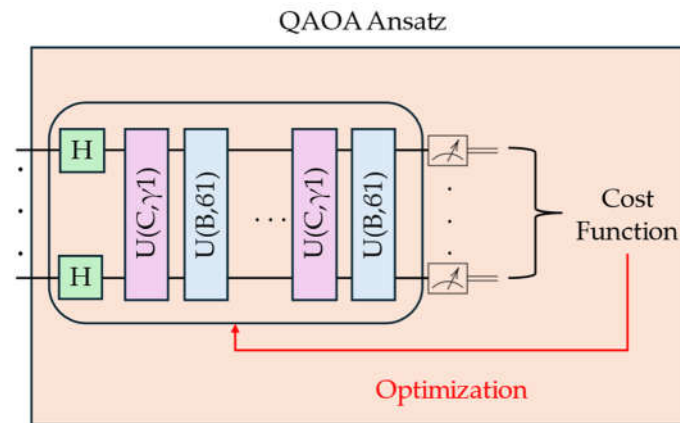 QAOA Ansatz
H
H
U(C,γ1)
U(B,ϐ1)
...
U(C,γ1)
U(B,ϐ1)
Cost
Function
Optimization